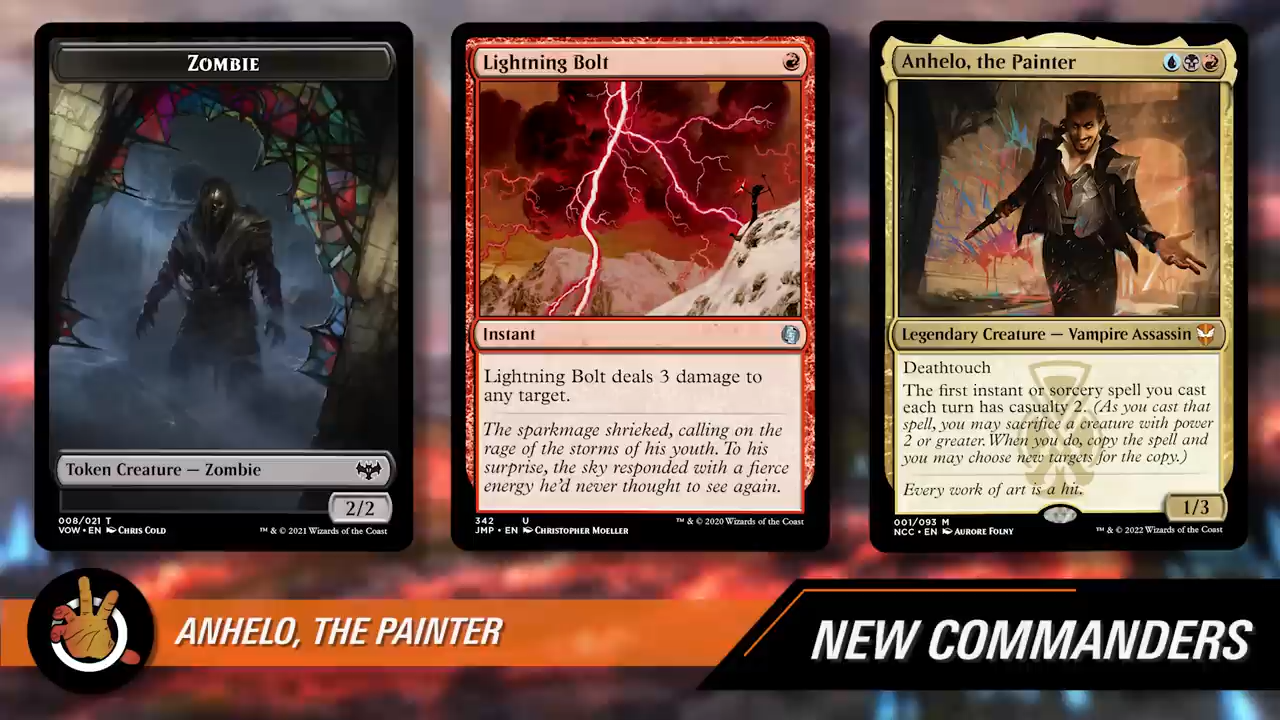 Zombie
Token Creature — Zombie
2/2
008/021 T
VOW • EN Chris Cold
™ & © 2021 Wizards of the Coast
Lightning Bolt
Instant
Lightning Bolt deals 3 damage to
any target.
The sparkmage shrieked, calling on the
rage of the storms of his youth. To his
surprise, the sky responded with a fierce
energy he'd never thought to see again.
342 U
JMP • EN Christopher Moeller
™ & © 2020 Wizards of the Coast
Anhelo, the Painter
Legendary Creature — Vampire Assassin
Deathtouch
The first instant or sorcery spell you cast
each turn has casualty 2. (As you cast that
spell, you may sacrifice a creature with power
2 or greater. When you do, copy the spell and
you may choose new targets for the copy.)
Every work of art is a hit.
1/3
001/093 M
NCC • EN Aurore Folny
™ & © 2022 Wizards of the Coast
ANHELO, THE PAINTER
NEW COMMANDERS